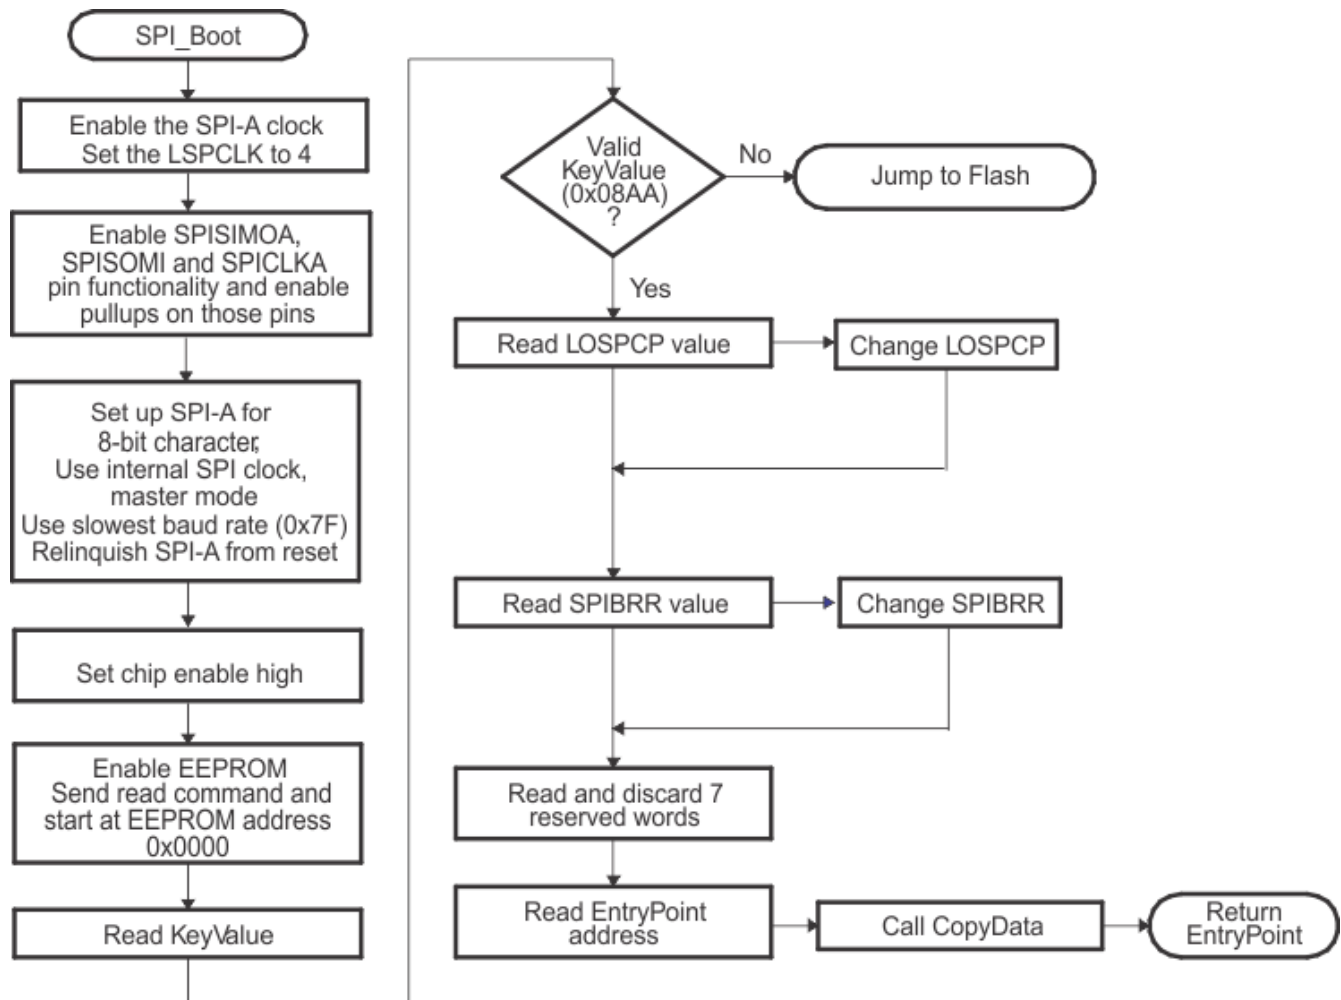 SPI_Boot
Enable the SPI-A clock
Set the LSPCLK to 4
Enable SPISIMOA,
SPISOMI and SPICLKA
pin functionality and enable
pullups on those pins
Set up SPI-A for
8-bit character,
Use internal SPI clock,
master mode
Use slowest baud rate (0x7F)
Relinquish SPI-A from reset
Set chip enable high
Enable EEPROM
Send read command and
start at EEPROM address
0x0000
Read KeyValue
Valid
KeyValue
(0x08AA)
?
No
Jump to Flash
Yes
Read LOSPCP value
Change LOSPCP
Read SPIBRR value
Change SPIBRR
Read and discard 7
reserved words
Read EntryPoint
address
Call CopyData
Return
EntryPoint